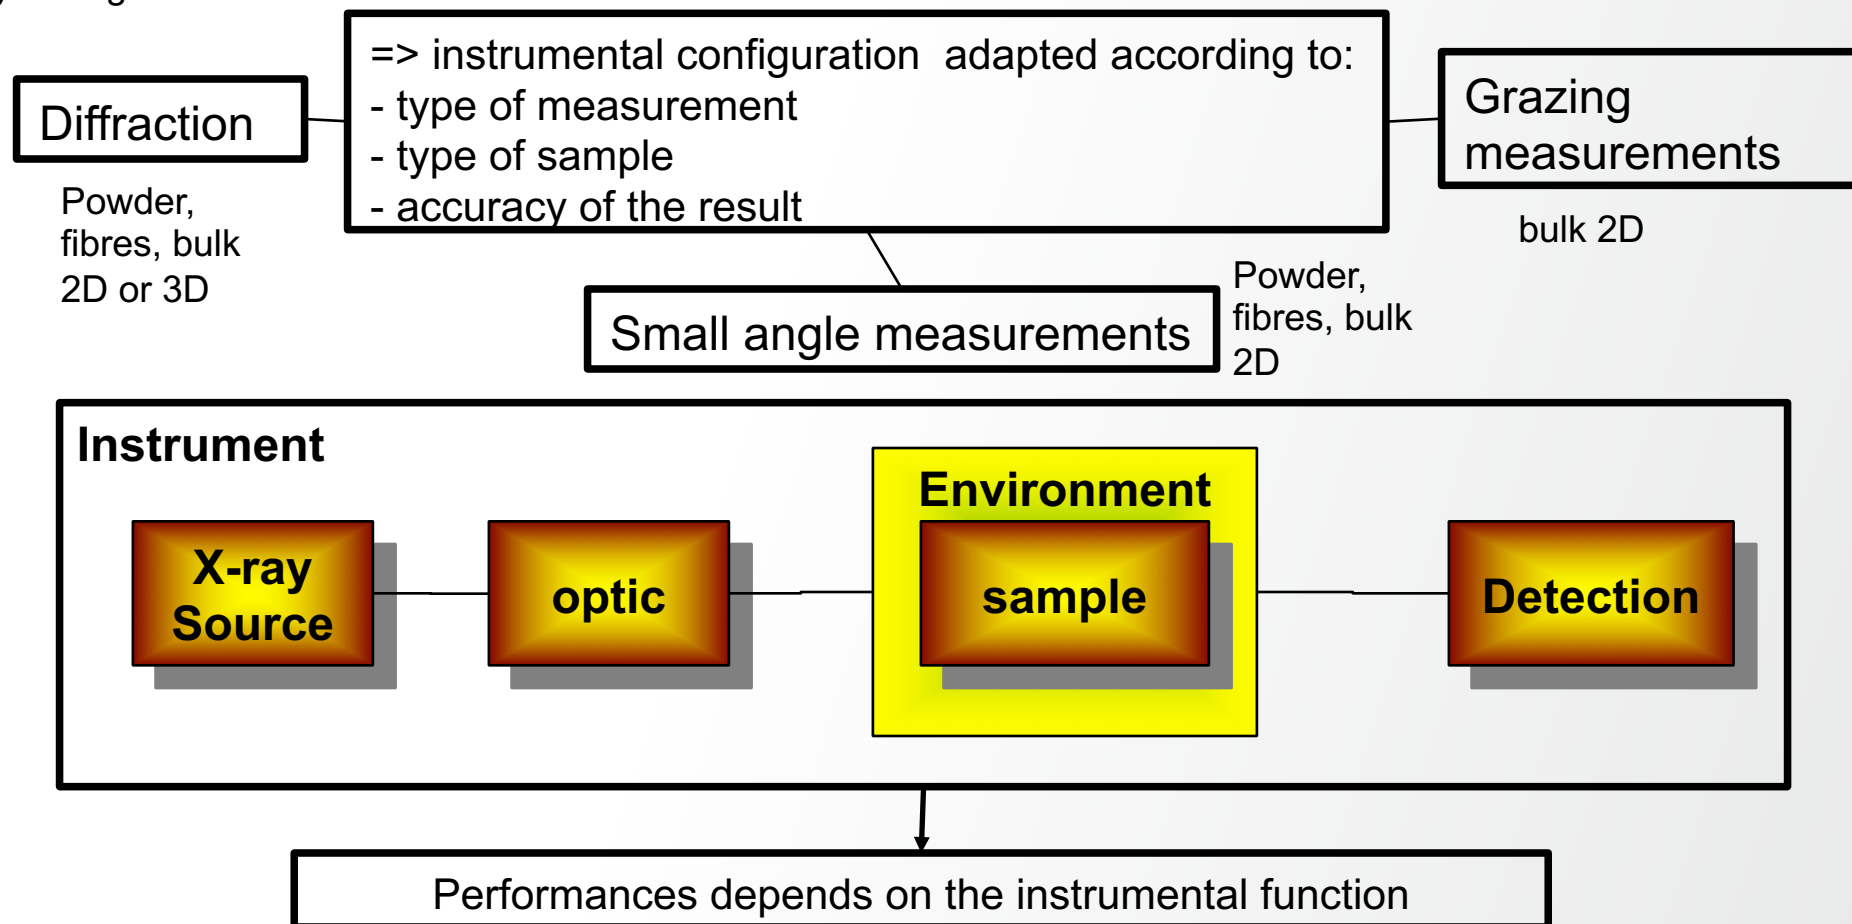 => instrumental configuration  adapted according to:
- type of measurement
- type of sample
- accuracy of the result
Diffraction
Powder,
fibres, bulk
2D or 3D
Grazing
measurements
bulk 2D
Small angle measurements
Powder,
fibres, bulk
2D
Instrument
X-ray
Source
optic
Environment
sample
Detection
Performances depends on the instrumental function